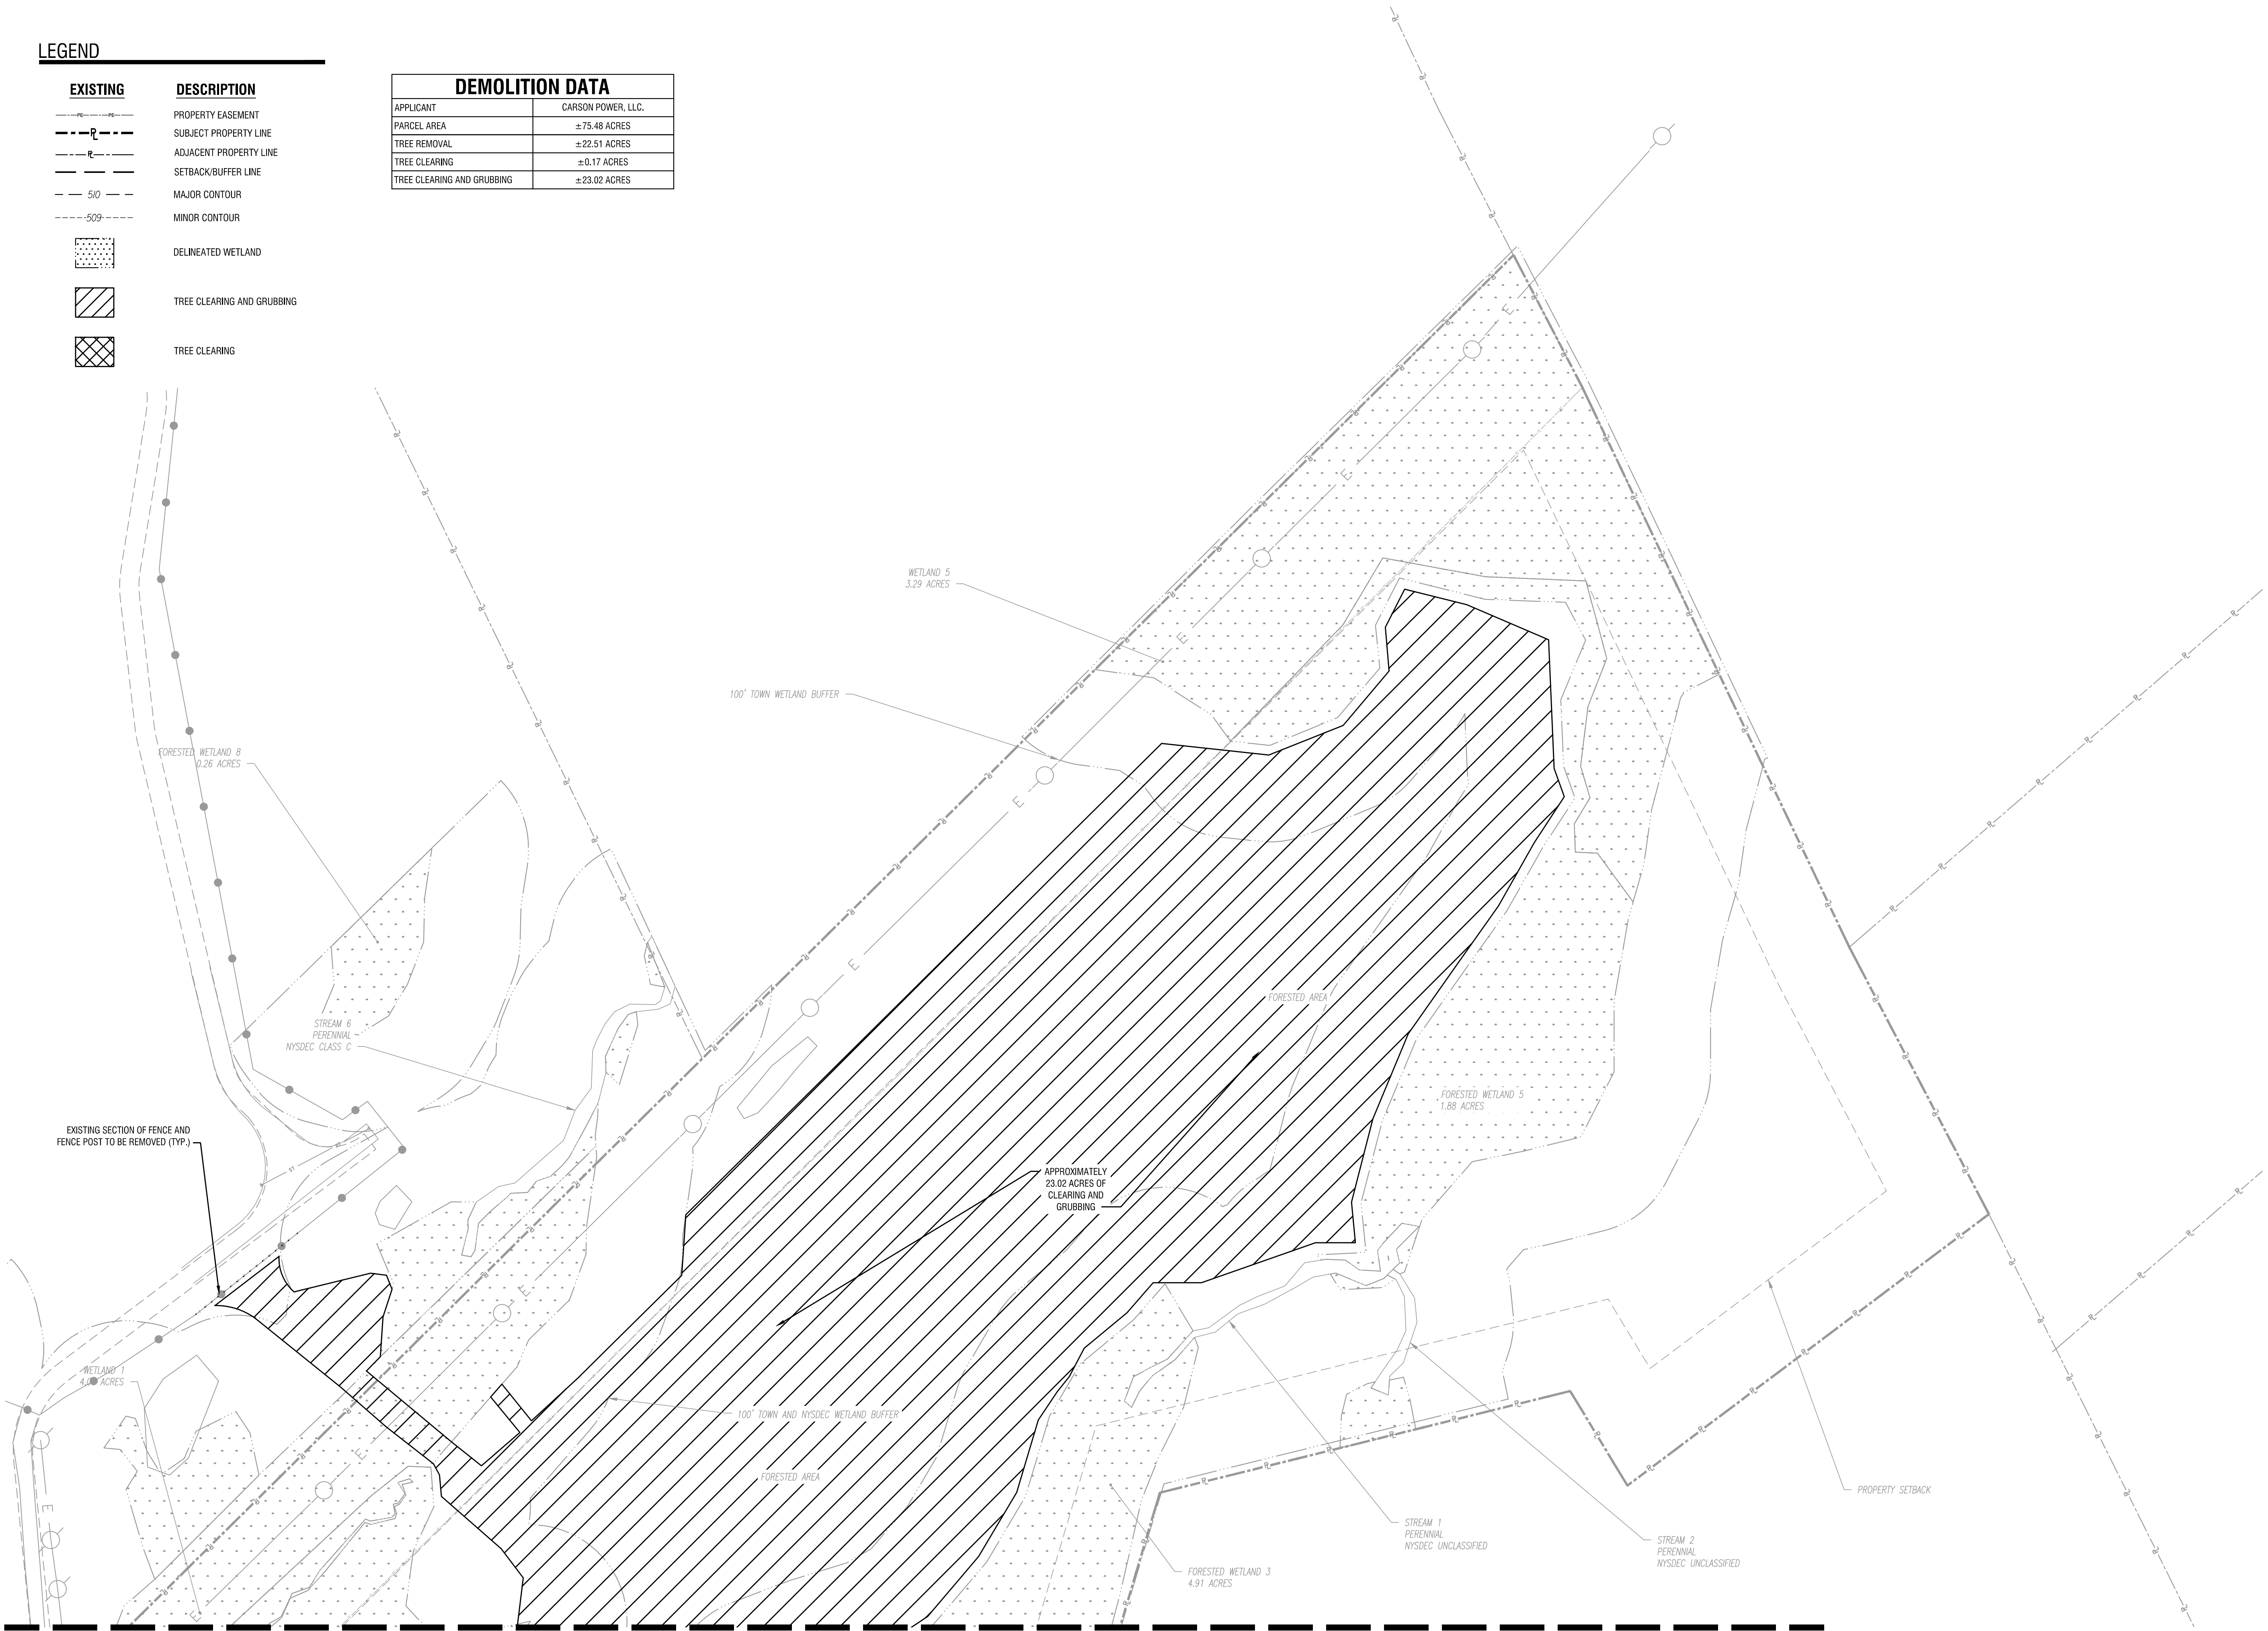 LEGEND
EXISTING DESCRIPTION
PE PE PROPERTY EASEMENT
PL SUBJECT PROPERTY LINE
PL ADJACENT PROPERTY LINE
SETBACK/BUFFER LINE
510 MAJOR CONTOUR
509 MINOR CONTOUR
DELINEATED WETLAND
TREE CLEARING AND GRUBBING
TREE CLEARING
DEMOLITION DATA
APPLICANT CARSON POWER, LLC.
PARCEL AREA ±75.48 ACRES
TREE REMOVAL ±22.51 ACRES
TREE CLEARING ±0.17 ACRES
TREE CLEARING AND GRUBBING ±23.02 ACRES
WETLAND 5
3.29 ACRES
100' TOWN WETLAND BUFFER
FORESTED WETLAND 8
0.26 ACRES
STREAM 6
PERENNIAL
NYSDEC CLASS C
FORESTED AREA
FORESTED WETLAND 5
1.88 ACRES
EXISTING SECTION OF FENCE AND
FENCE POST TO BE REMOVED (TYP.)
APPROXIMATELY
23.02 ACRES OF
CLEARING AND
GRUBBING
WETLAND 1
ACRES
100' TOWN AND NYSDEC WETLAND BUFFER
FORESTED AREA
PROPERTY SETBACK
STREAM 1
PERENNIAL
NYSDEC UNCLASSIFIED
STREAM 2
PERENNIAL
NYSDEC UNCLASSIFIED
FORESTED WETLAND 3
4.91 ACRES